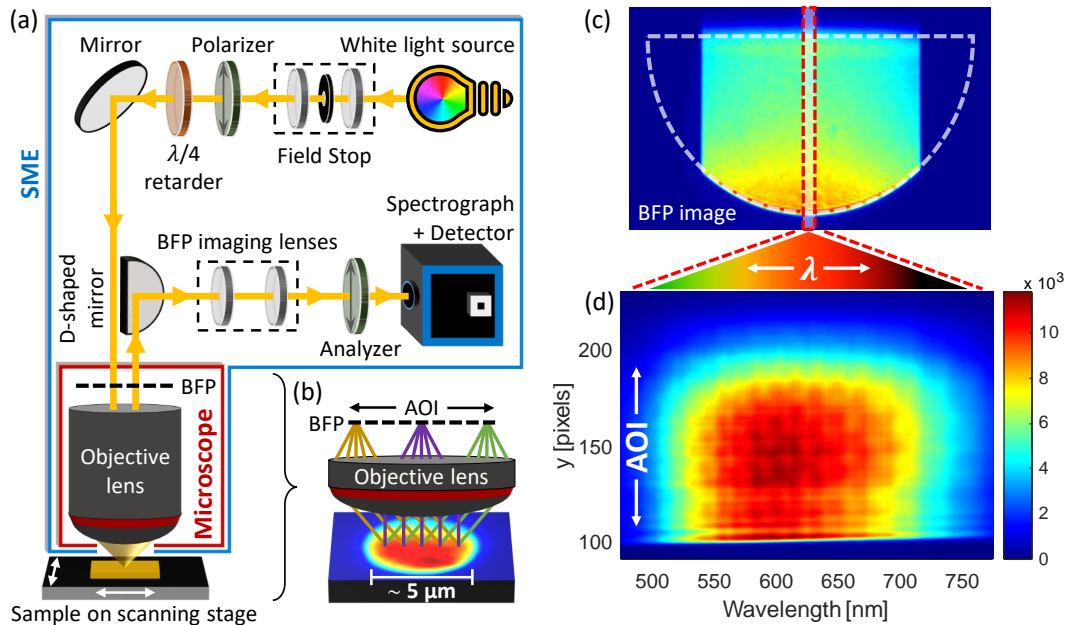 (a)
Mirror
Polarizer
White light source
λ/4
retarder
Field Stop
SME
Spectrograph
+ Detector
BFP imaging lenses
D-shaped
mirror
Analyzer
BFP
Objective
lens
Microscope
Sample on scanning stage
(b)
AOI
BFP
Objective lens
~ 5 μm
(c)
BFP image
λ
(d)
x 10³
200
150
100
y [pixels]
AOI
500
550
600
650
700
750
Wavelength [nm]
10
8
6
4
2
0